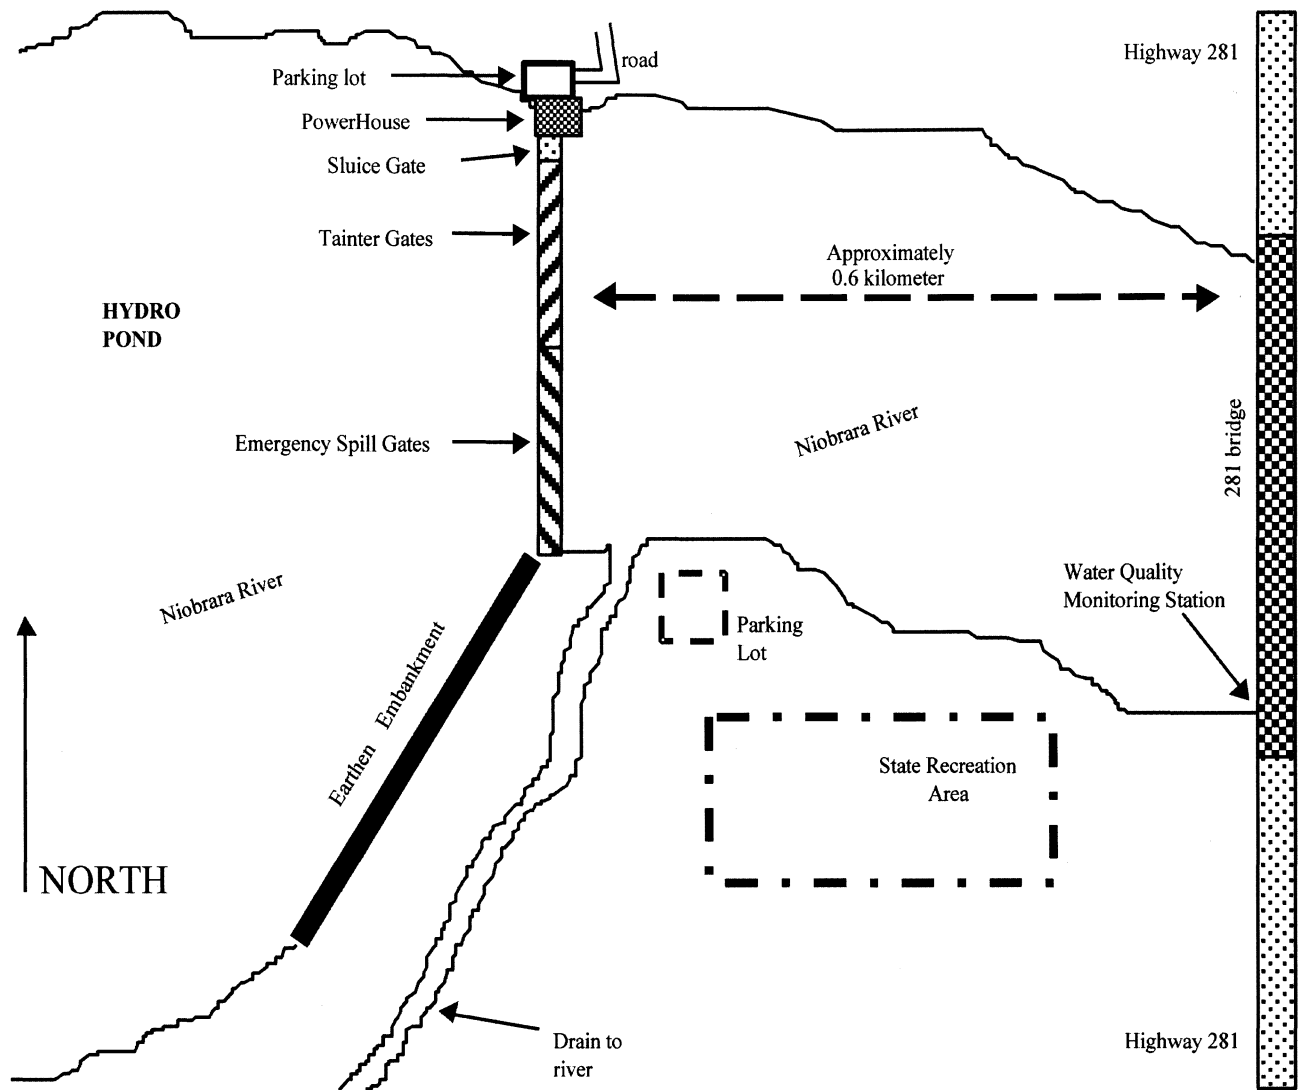 Highway 281
road
Parking lot
PowerHouse
Sluice Gate
Tainter Gates
Approximately
0.6 kilometer
HYDRO
POND
Niobrara River
281 bridge
Emergency Spill Gates
Niobrara River
Water Quality
Monitoring Station
Parking
Lot
Earthen Embankment
State Recreation
Area
NORTH
Drain to
river
Highway 281